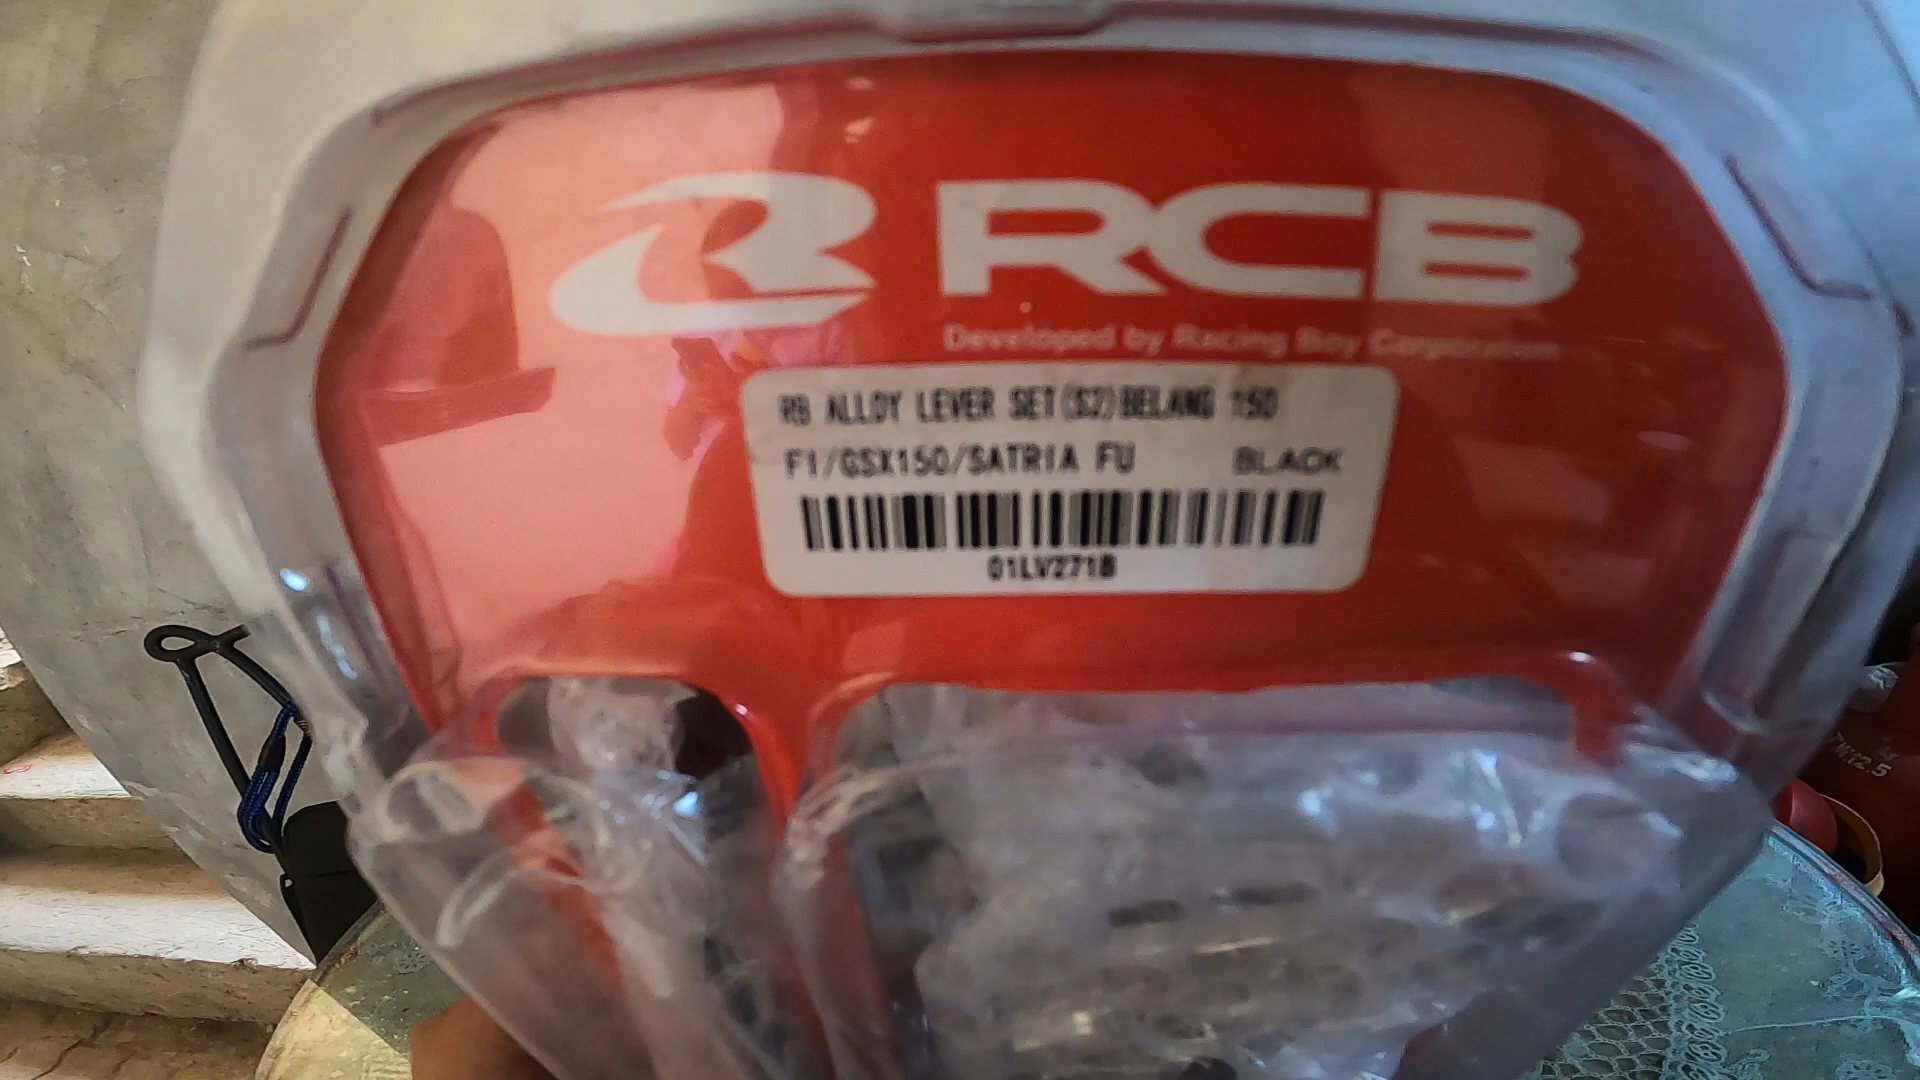 RCB
Developed by Racing Boy Corporation
RB ALLOY LEVER SET(S2)BELANG 150
F1/GSX150/SATRIA FU BLACK
01LV271B